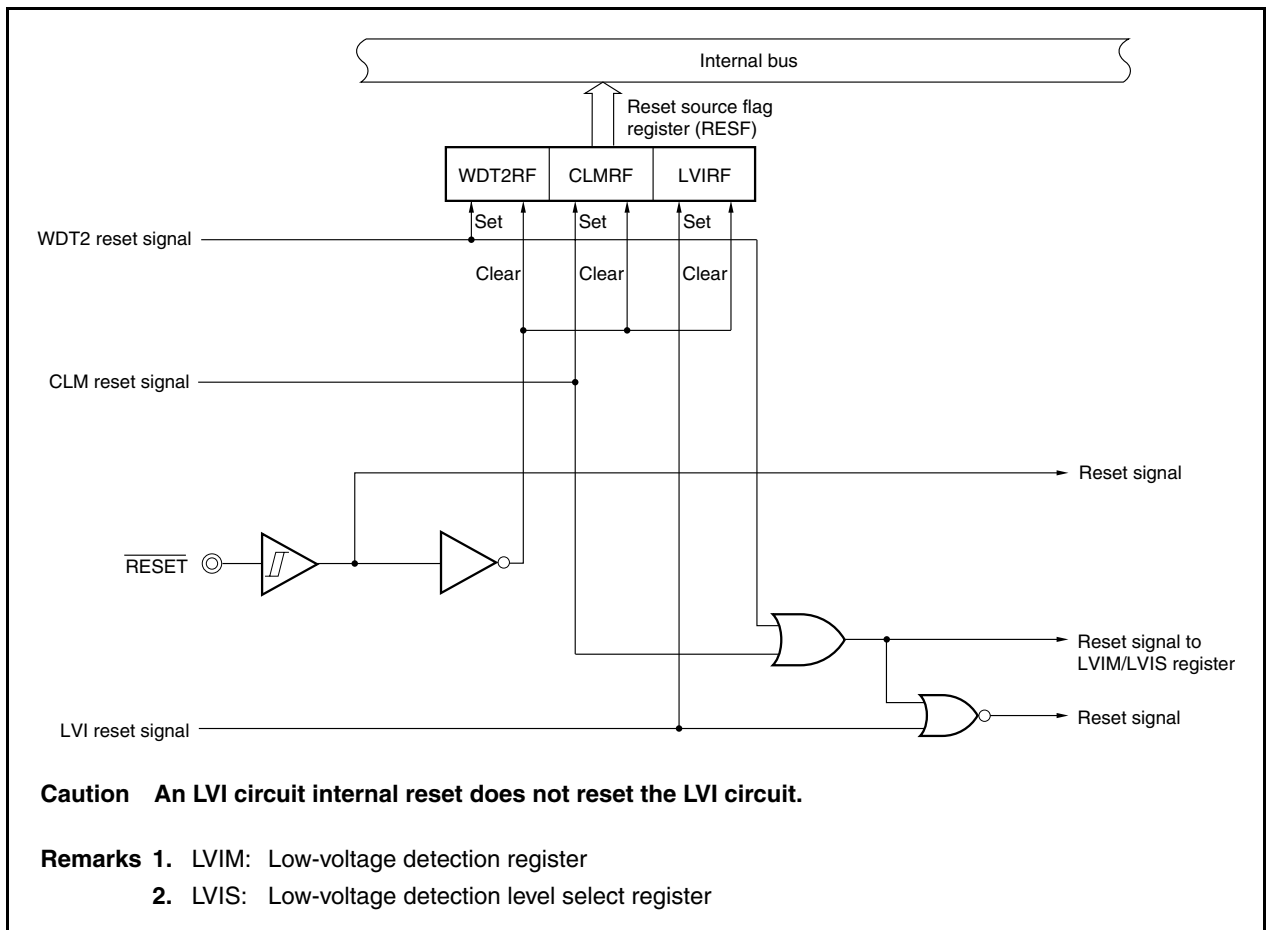 Internal bus
Reset source flag
register (RESF)
WDT2RF CLMRF LVIRF
Set Set Set
WDT2 reset signal
Clear Clear Clear
CLM reset signal
Reset signal
RESET
Reset signal to
LVIM/LVIS register
Reset signal
LVI reset signal
Caution An LVI circuit internal reset does not reset the LVI circuit.
Remarks 1. LVIM: Low-voltage detection register
2. LVIS: Low-voltage detection level select register